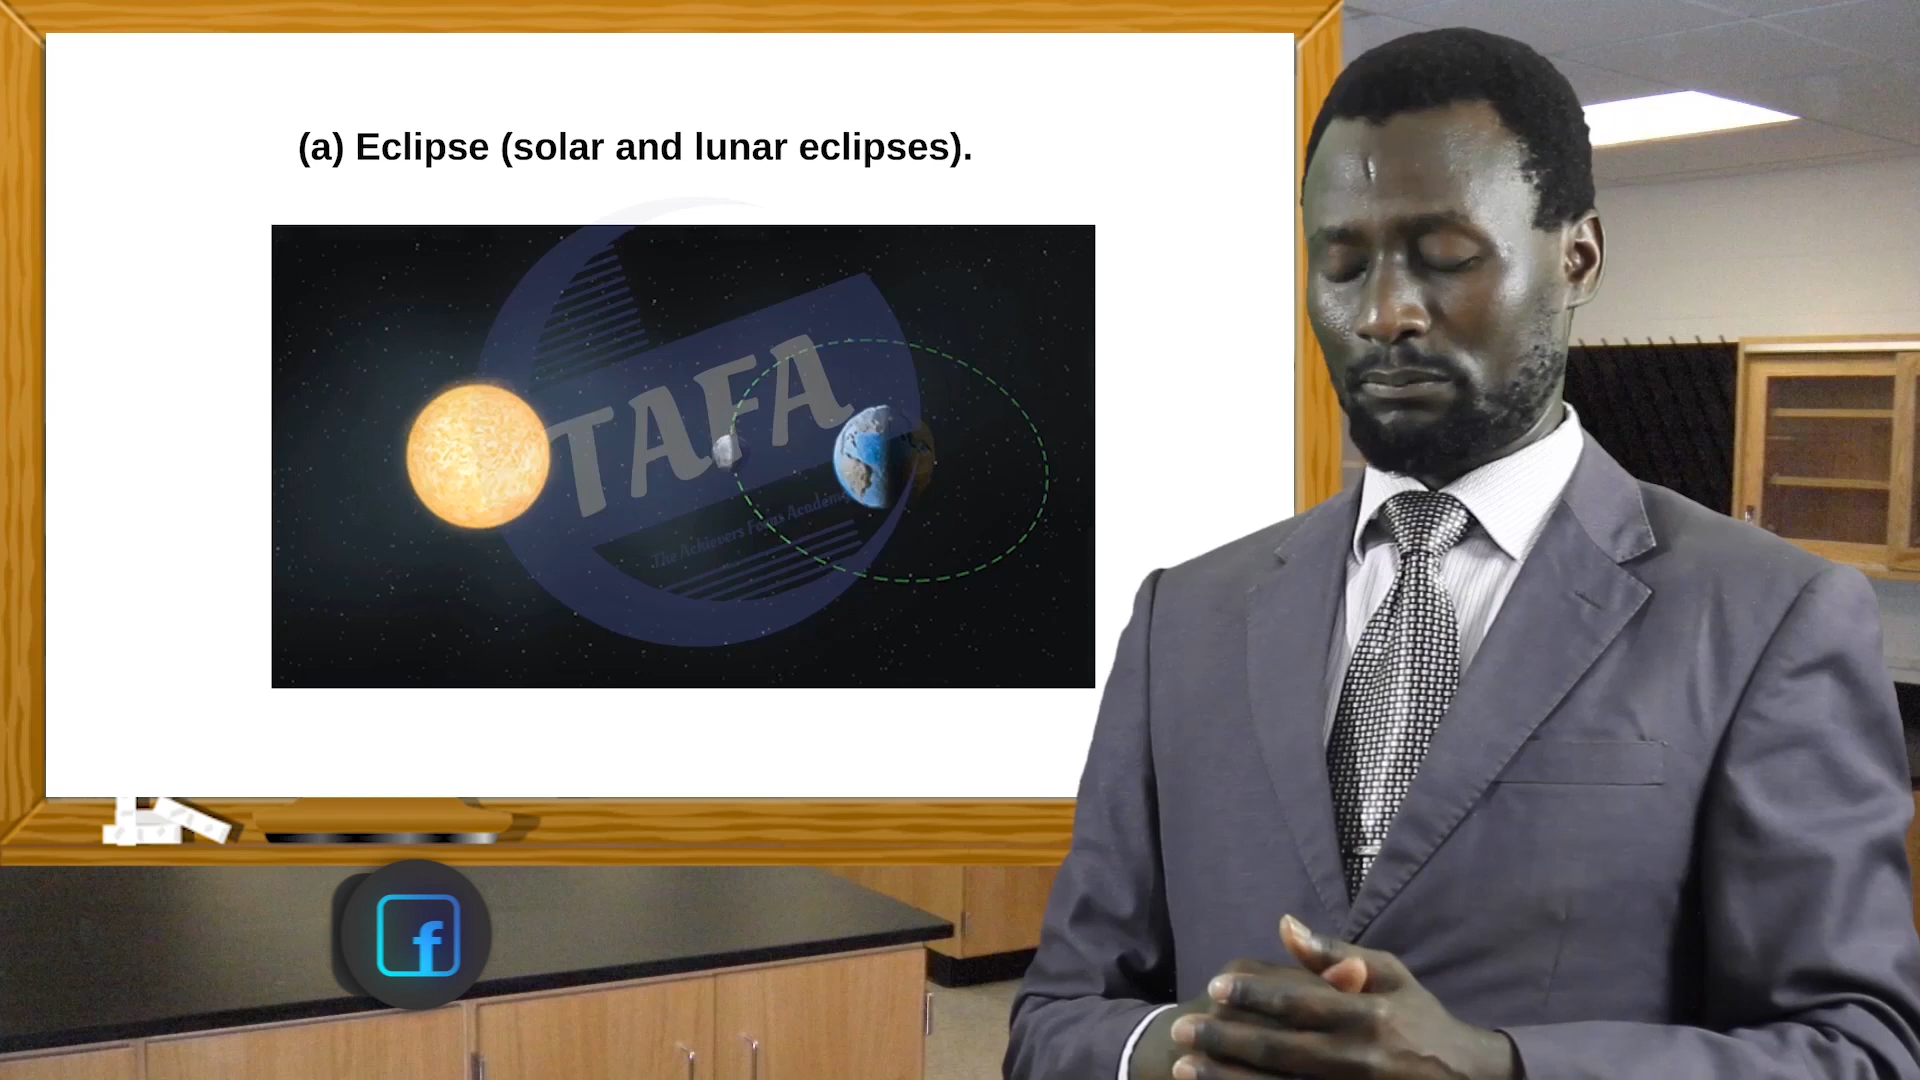 (a) Eclipse (solar and lunar eclipses).
TAFA
The Achievers Focus Academy
f